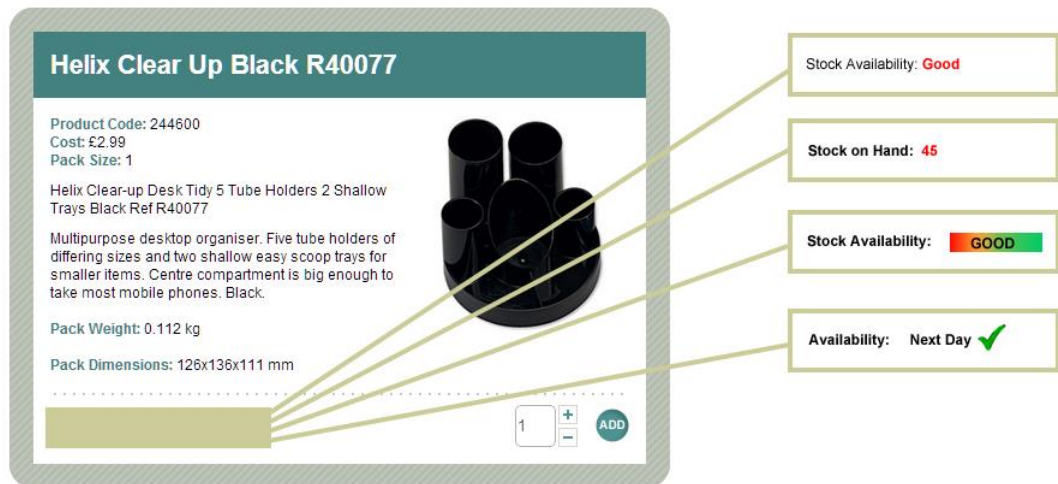 Helix Clear Up Black R40077
Product Code: 244600
Cost: £2.99
Pack Size: 1
Helix Clear-up Desk Tidy 5 Tube Holders 2 Shallow
Trays Black Ref R40077
Multipurpose desktop organiser. Five tube holders of
differing sizes and two shallow easy scoop trays for
smaller items. Centre compartment is big enough to
take most mobile phones. Black.
Pack Weight: 0.112 kg
Pack Dimensions: 126x136x111 mm
1
+
−
ADD
Stock Availability: Good
Stock on Hand: 45
Stock Availability: GOOD
Availability: Next Day